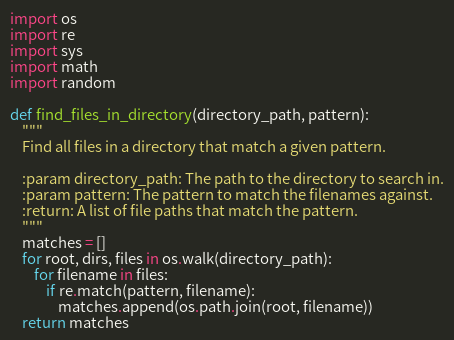 import os
import re
import sys
import math
import random

def find_files_in_directory(directory_path, pattern):
    """
    Find all files in a directory that match a given pattern.

    :param directory_path: The path to the directory to search in.
    :param pattern: The pattern to match the filenames against.
    :return: A list of file paths that match the pattern.
    """
    matches = []
    for root, dirs, files in os.walk(directory_path):
        for filename in files:
            if re.match(pattern, filename):
                matches.append(os.path.join(root, filename))
    return matches